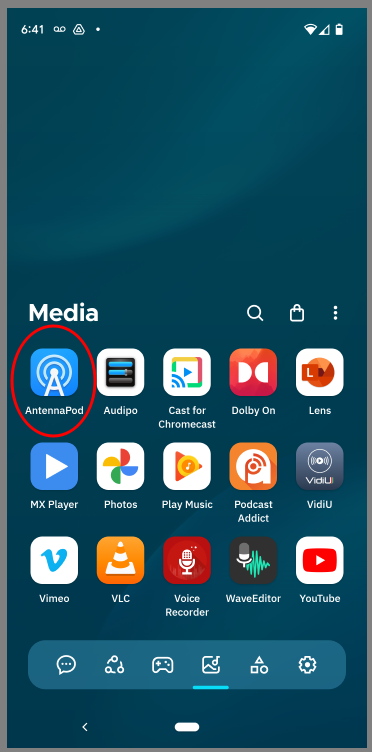 6:41
Media
AntennaPod Audipo Cast for Chromecast Dolby On Lens
L
MX Player Photos Play Music Podcast Addict VidiU
VidiU
Vimeo VLC Voice Recorder WaveEditor YouTube